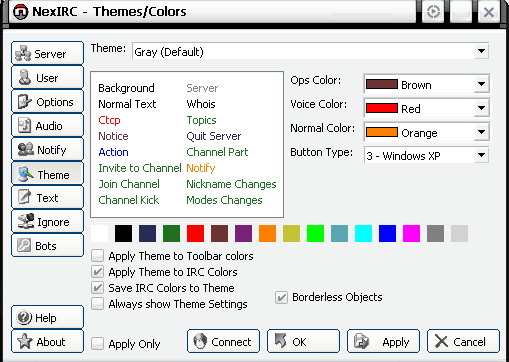 NexIRC - Themes/Colors
Server
User
Options
Audio
Notify
Theme
Text
Ignore
Bots
Help
About
Theme: Gray (Default)
Background Server
Normal Text Whois
Ctcp Topics
Notice Quit Server
Action Channel Part
Invite to Channel Notify
Join Channel Nickname Changes
Channel Kick Modes Changes
Ops Color: Brown
Voice Color: Red
Normal Color: Orange
Button Type: 3 - Windows XP
Apply Theme to Toolbar colors
Apply Theme to IRC Colors
Save IRC Colors to Theme
Always show Theme Settings
Borderless Objects
Apply Only
Connect
OK
Apply
Cancel